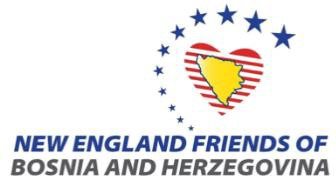 NEW ENGLAND FRIENDS OF
BOSNIA AND HERZEGOVINA